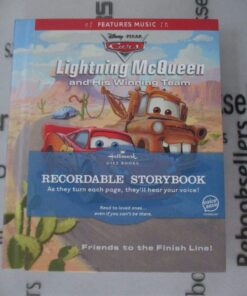 of FEATURES MUSIC in
DISNEY · PIXAR
Cars
Lightning McQueen
and His Winning Team
Hallmark
GIFT BOOKS
RECORDABLE STORYBOOK
As they turn each page, they'll hear your voice!
Read to loved ones...
even if you can't be there.
Friends to the Finish Line!